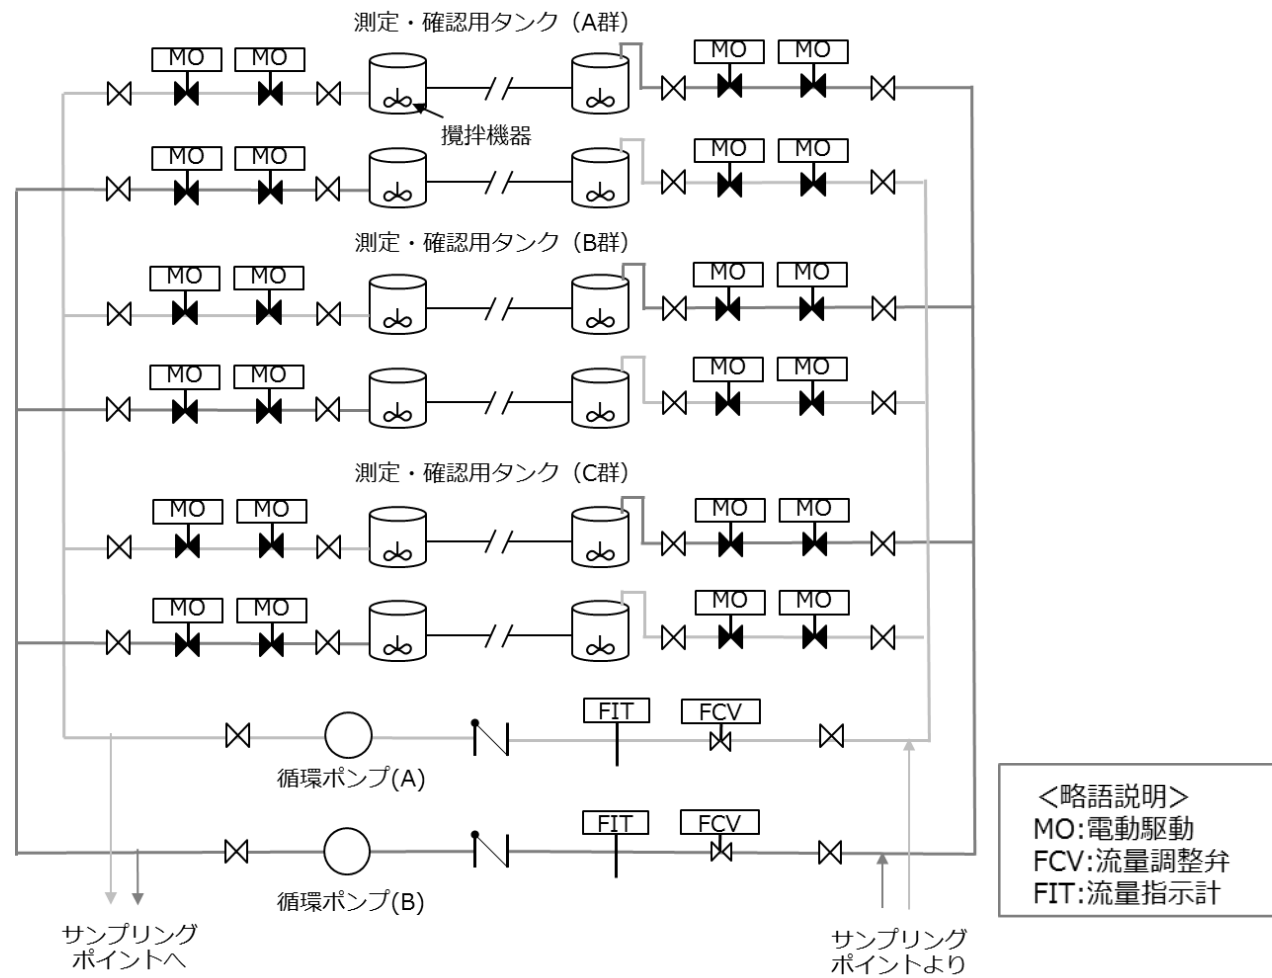 測定・確認用タンク（A群）
MO
MO
MO
MO
攪拌機器
MO
MO
MO
MO
測定・確認用タンク（B群）
MO
MO
MO
MO
MO
MO
MO
MO
測定・確認用タンク（C群）
MO
MO
MO
MO
MO
MO
MO
MO
FIT
FCV
循環ポンプ(A)
FIT
FCV
循環ポンプ(B)
サンプリング
ポイントへ
サンプリング
ポイントより
＜略語説明＞
MO:電動駆動
FCV:流量調整弁
FIT:流量指示計